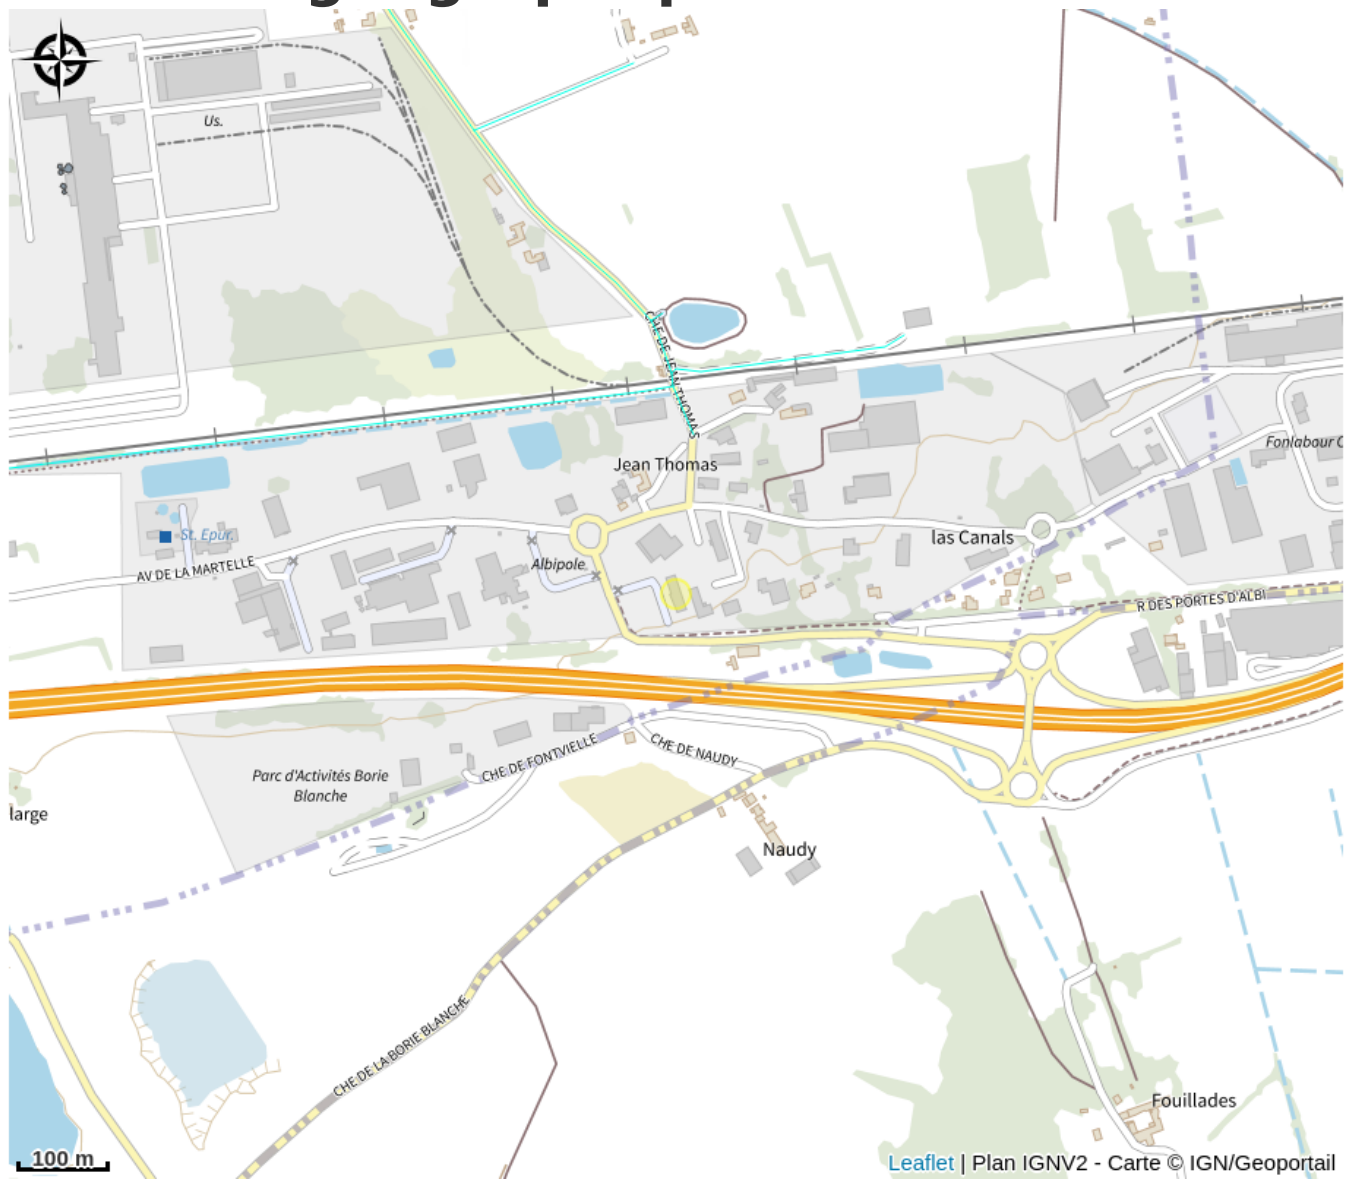 Us.
CHE DE JEAN THOMAS
Jean Thomas
Fonlabour
St. Epur.
las Canals
Albipole
AV DE LA MARTELLE
R DES PORTES D'ALBI
CHE DE FONTVIELLE
CHE DE NAUDY
Parc d'Activités Borie
Blanche
large
Naudy
CHE DE LA BORIE BLANCHE
Fouillades
100 m
Leaflet | Plan IGNV2 - Carte © IGN/Geoportail